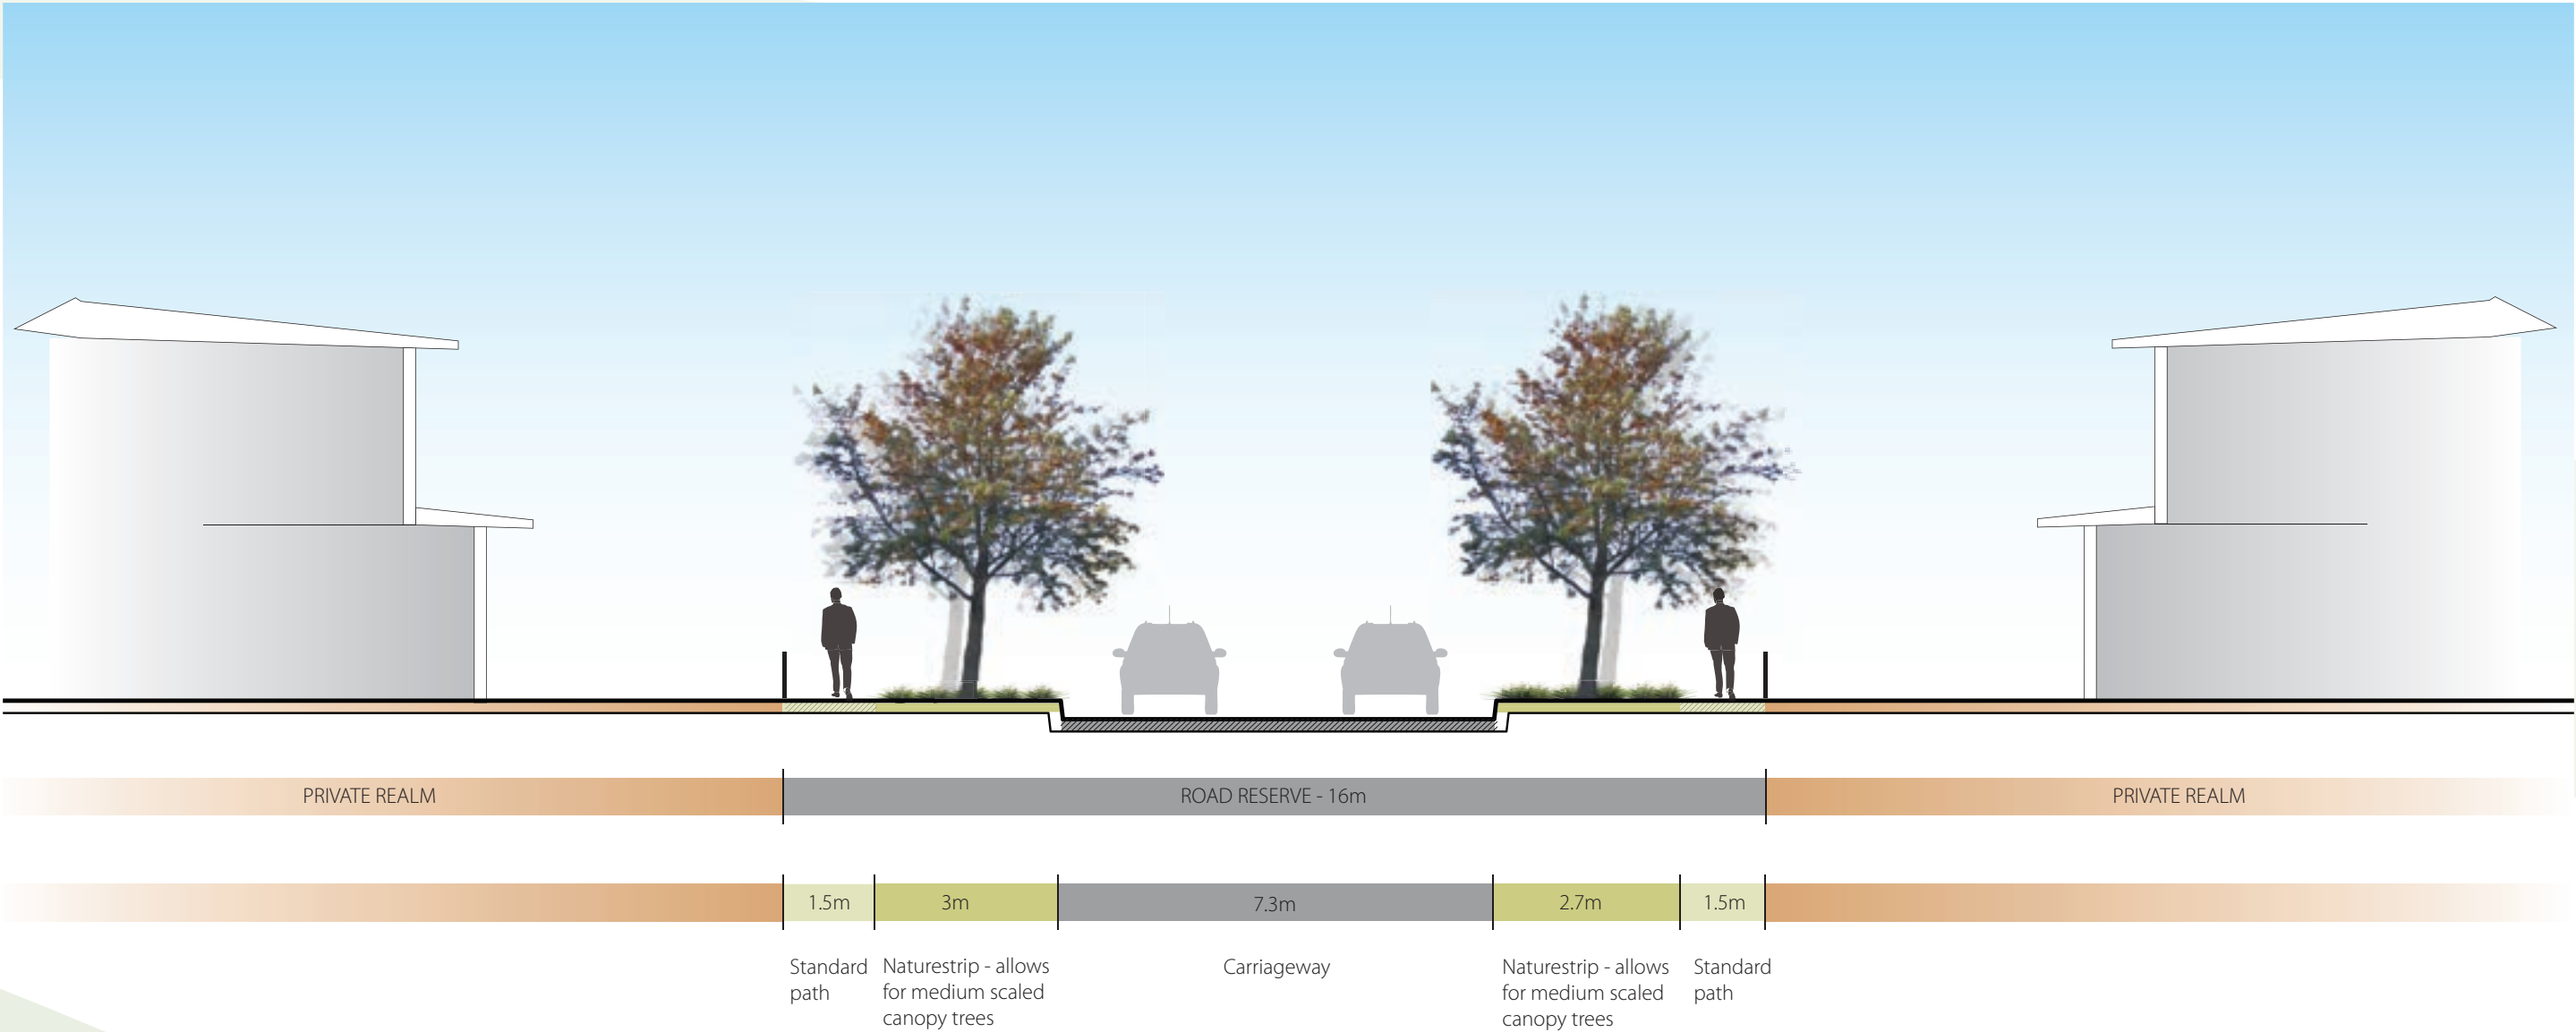 PRIVATE REALM
ROAD RESERVE - 16m
PRIVATE REALM
1.5m
3m
7.3m
2.7m
1.5m
Standard
path
Naturestrip - allows
for medium scaled
canopy trees
Carriageway
Naturestrip - allows
for medium scaled
canopy trees
Standard
path